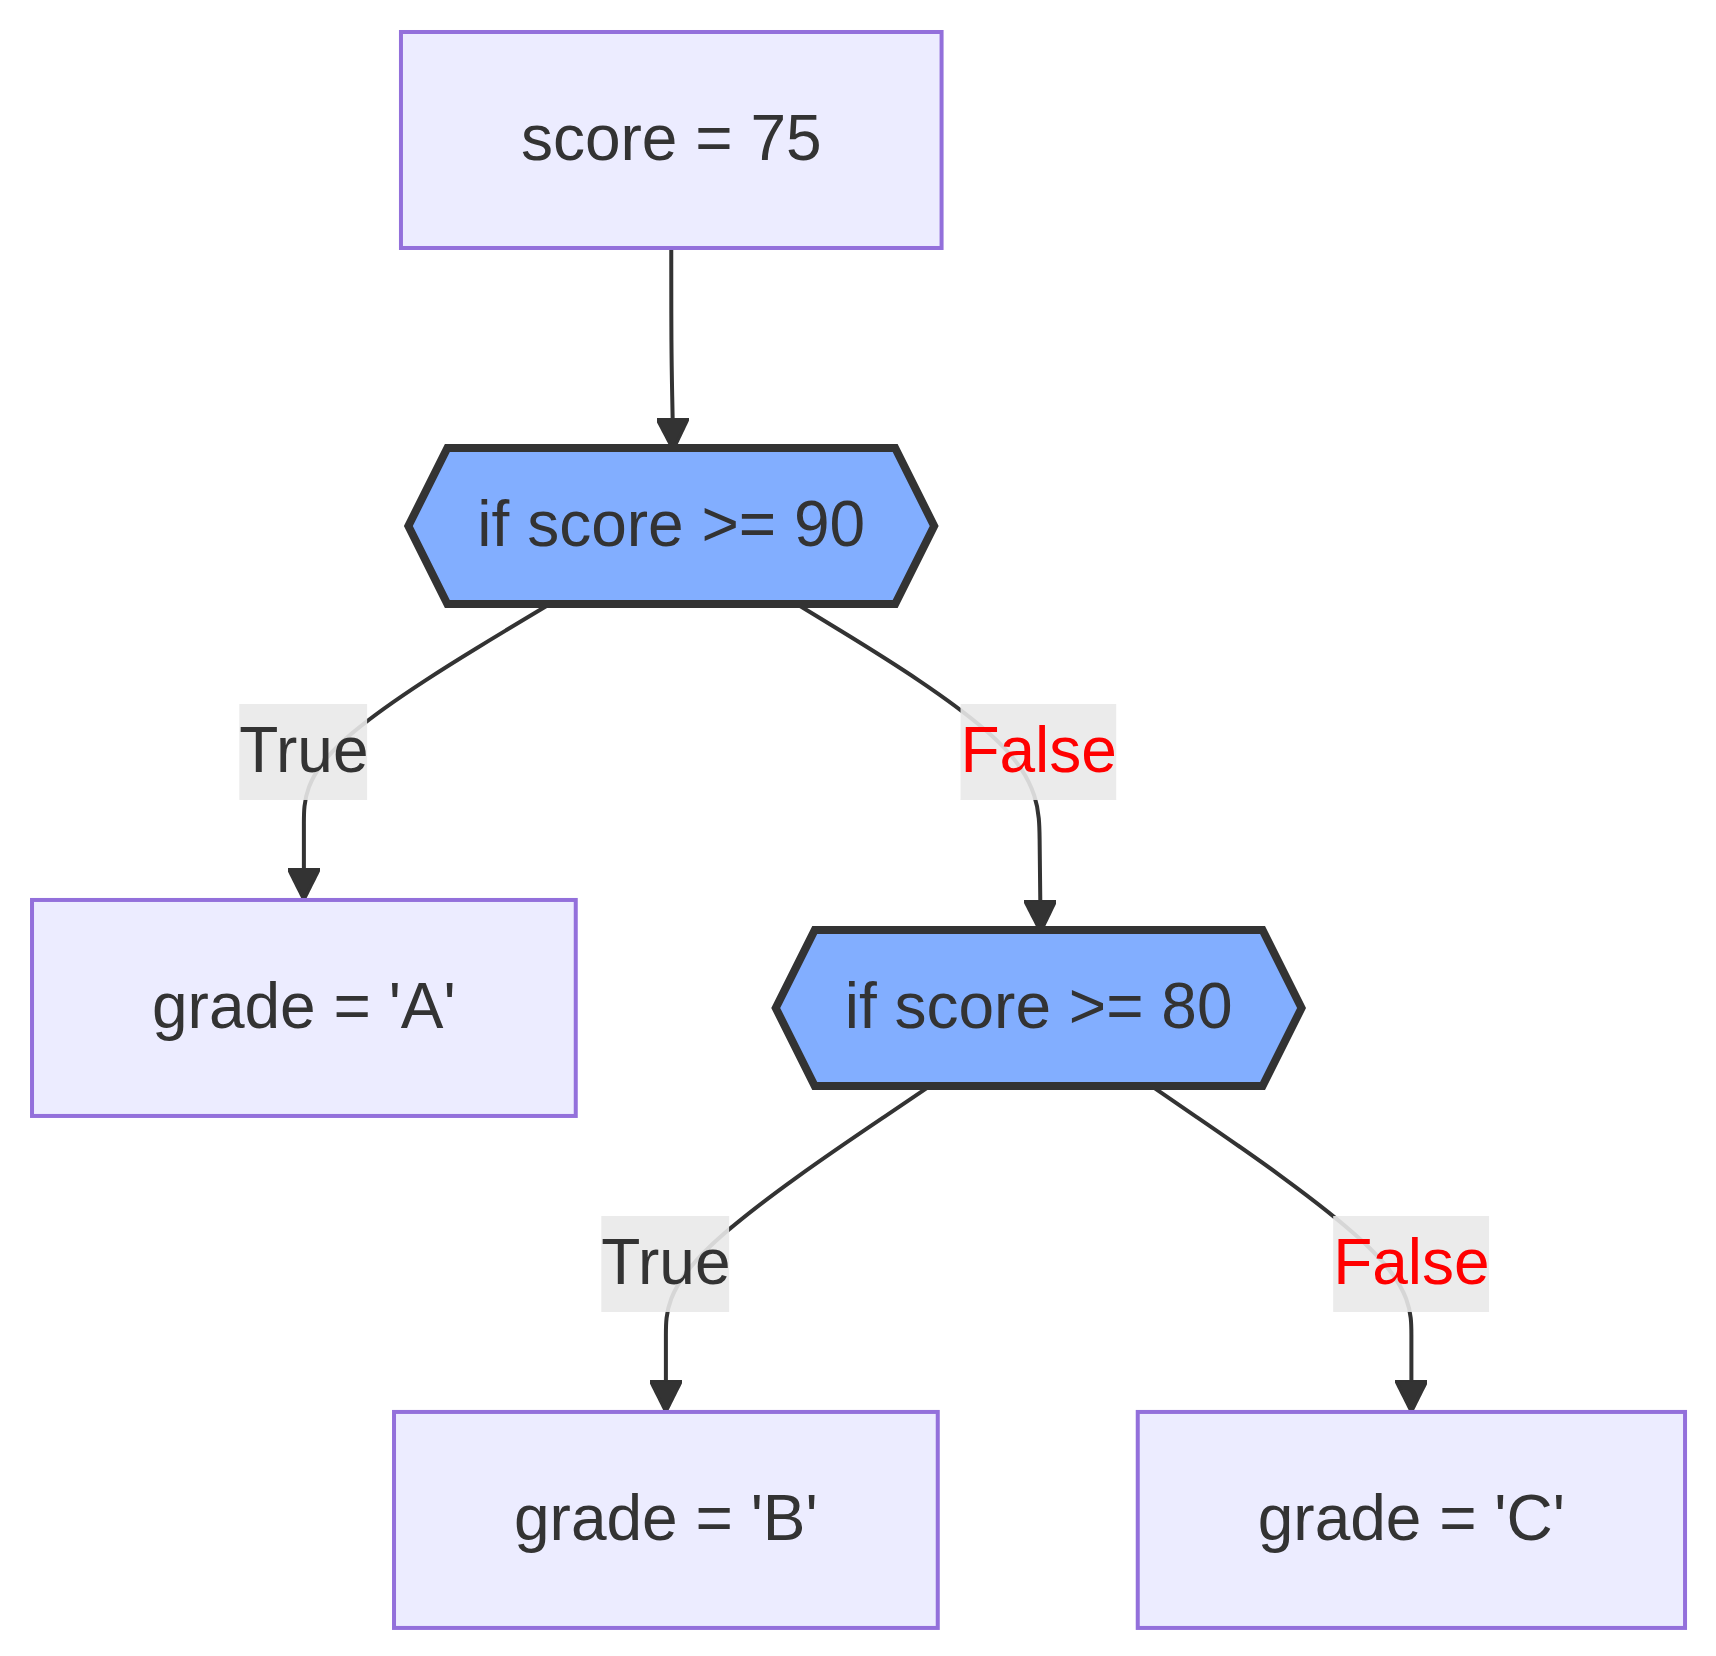 score = 75
if score >= 90
True
False
grade = 'A'
if score >= 80
True
False
grade = 'B'
grade = 'C'